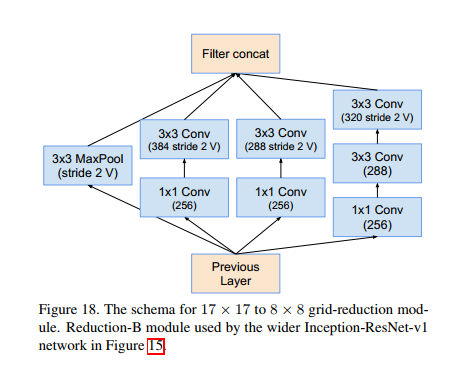 Filter concat
3x3 MaxPool
(stride 2 V)
3x3 Conv
(384 stride 2 V)
1x1 Conv
(256)
3x3 Conv
(288 stride 2 V)
1x1 Conv
(256)
3x3 Conv
(320 stride 2 V)
3x3 Conv
(288)
1x1 Conv
(256)
Previous
Layer
Figure 18. The schema for 17 × 17 to 8 × 8 grid-reduction mod-
ule. Reduction-B module used by the wider Inception-ResNet-v1
network in Figure 15.